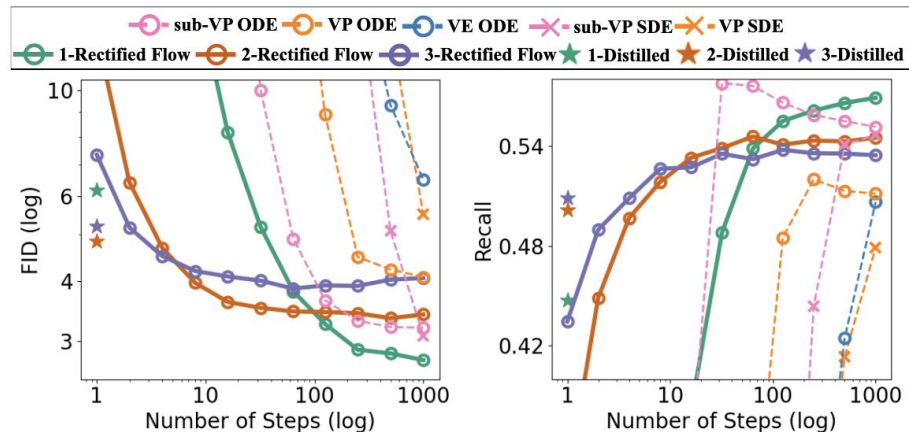 sub-VP ODE VP ODE VE ODE sub-VP SDE VP SDE
1-Rectified Flow 2-Rectified Flow 3-Rectified Flow 1-Distilled 2-Distilled 3-Distilled
10
6
4
3
FID (log)
1 10 100 1000
Number of Steps (log)
0.54
0.48
0.42
Recall
1 10 100 1000
Number of Steps (log)